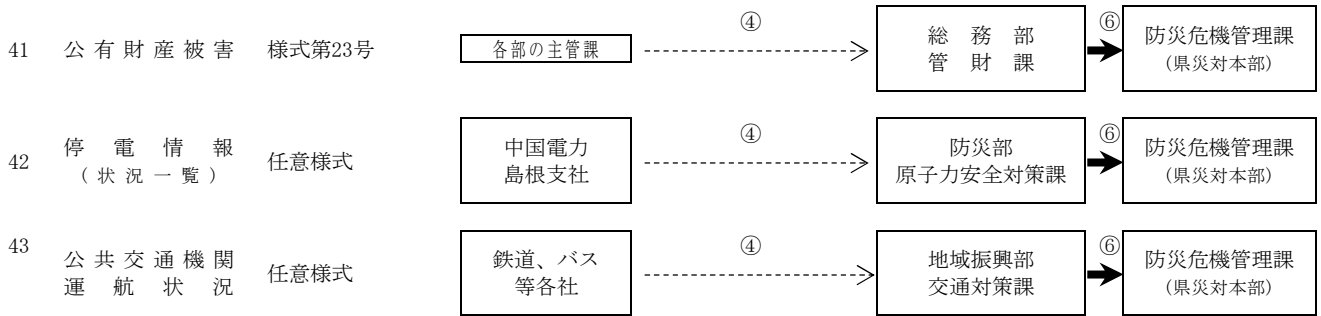 41 公有財産被害 様式第23号 各部の主管課 ④ 総務部 管財課 ⑥ 防災危機管理課 (県災対本部)
42 停電情報 (状況一覧) 任意様式 中国電力 島根支社 ④ 防災部 原子力安全対策課 ⑥ 防災危機管理課 (県災対本部)
43 公共交通機関 運航状況 任意様式 鉄道、バス 等各社 ④ 地域振興部 交通対策課 ⑥ 防災危機管理課 (県災対本部)